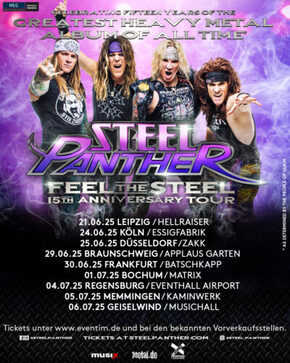 MEG
CELEBRATING FIFTEEN YEARS OF THE
GREATEST HEAVY METAL
ALBUM OF ALL TIME*
STEEL
PANTHER
FEEL THE STEEL
15TH ANNIVERSARY TOUR
21.06.25 LEIPZIG / HELLRAISER
24.06.25 KÖLN / ESSIGFABRIK
25.06.25 DÜSSELDORF / ZAKK
29.06.25 BRAUNSCHWEIG / APPLAUS GARTEN
30.06.25 FRANKFURT / BATSCHKAPP
01.07.25 BOCHUM / MATRIX
04.07.25 REGENSBURG / EVENTHALL AIRPORT
05.07.25 MEMMINGEN / KAMINWERK
06.07.25 GEISELWIND / MUSICHALL
* AS DETERMINED BY THE PEOPLE OF
Tickets unter www.eventim.de und bei den bekannten Vorverkaufsstellen.
STEELPANTHER TICKETS AT STEELPANTHER.COM STEEL_PANTHER
musix metal.de